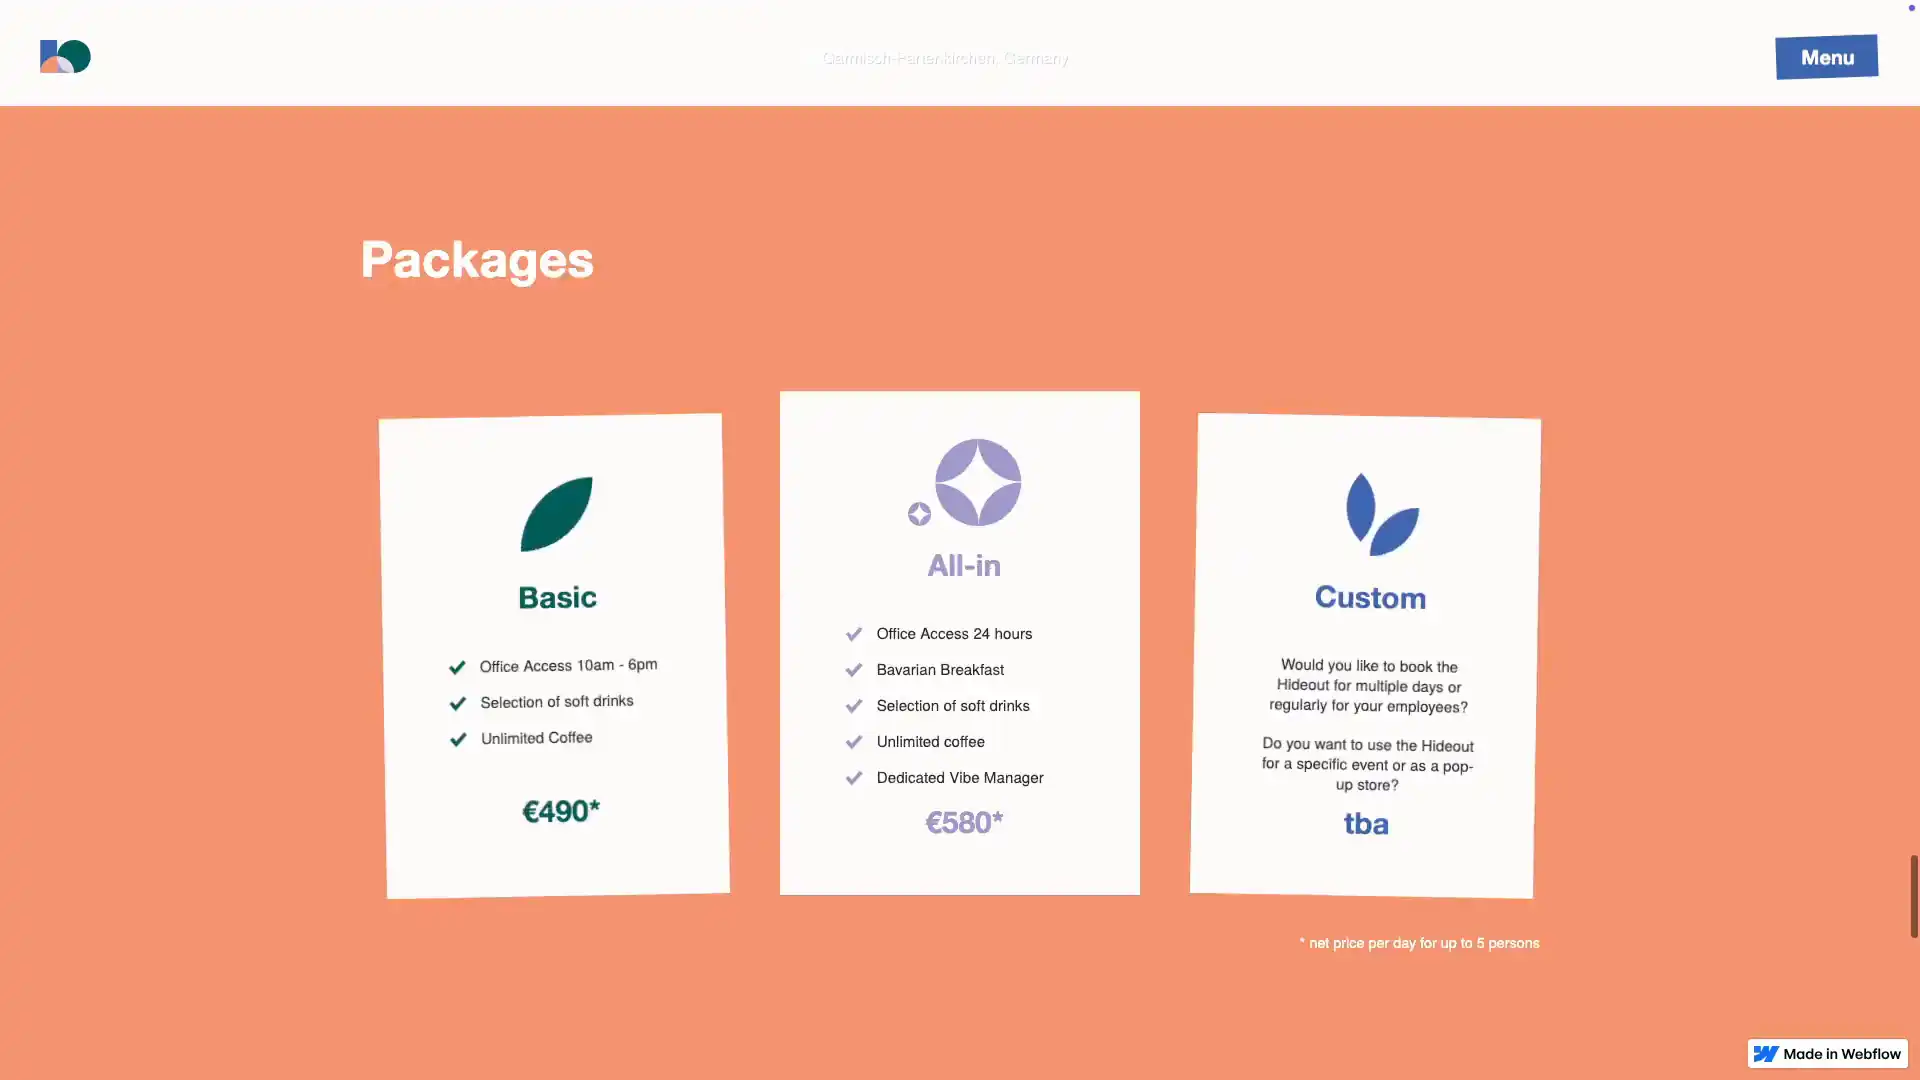 Garmisch-Partenkirchen, Germany
Menu
Packages
Basic
Office Access 10am - 6pm
Selection of soft drinks
Unlimited Coffee
€490*
All-in
Office Access 24 hours
Bavarian Breakfast
Selection of soft drinks
Unlimited coffee
Dedicated Vibe Manager
€580*
Custom
Would you like to book the
Hideout for multiple days or
regularly for your employees?
Do you want to use the Hideout
for a specific event or as a pop-
up store?
tba
* net price per day for up to 5 persons
Made in Webflow